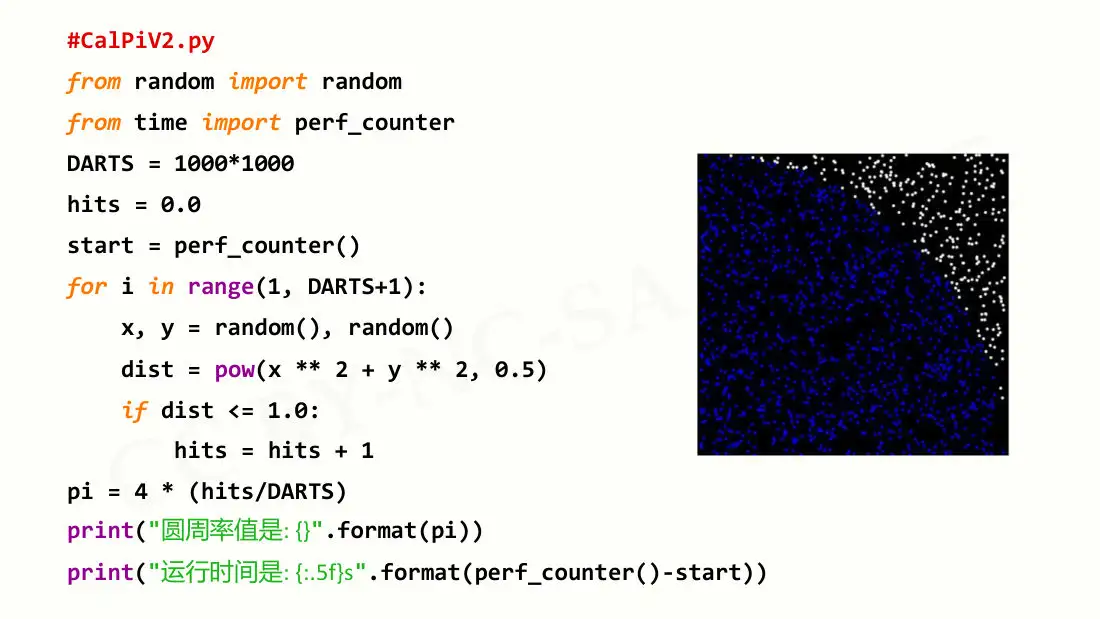 #CalPiV2.py
from random import random
from time import perf_counter
DARTS = 1000*1000
hits = 0.0
start = perf_counter()
for i in range(1, DARTS+1):
    x, y = random(), random()
    dist = pow(x ** 2 + y ** 2, 0.5)
    if dist <= 1.0:
        hits = hits + 1
pi = 4 * (hits/DARTS)
print("圆周率值是: {}".format(pi))
print("运行时间是: {:.5f}s".format(perf_counter()-start))